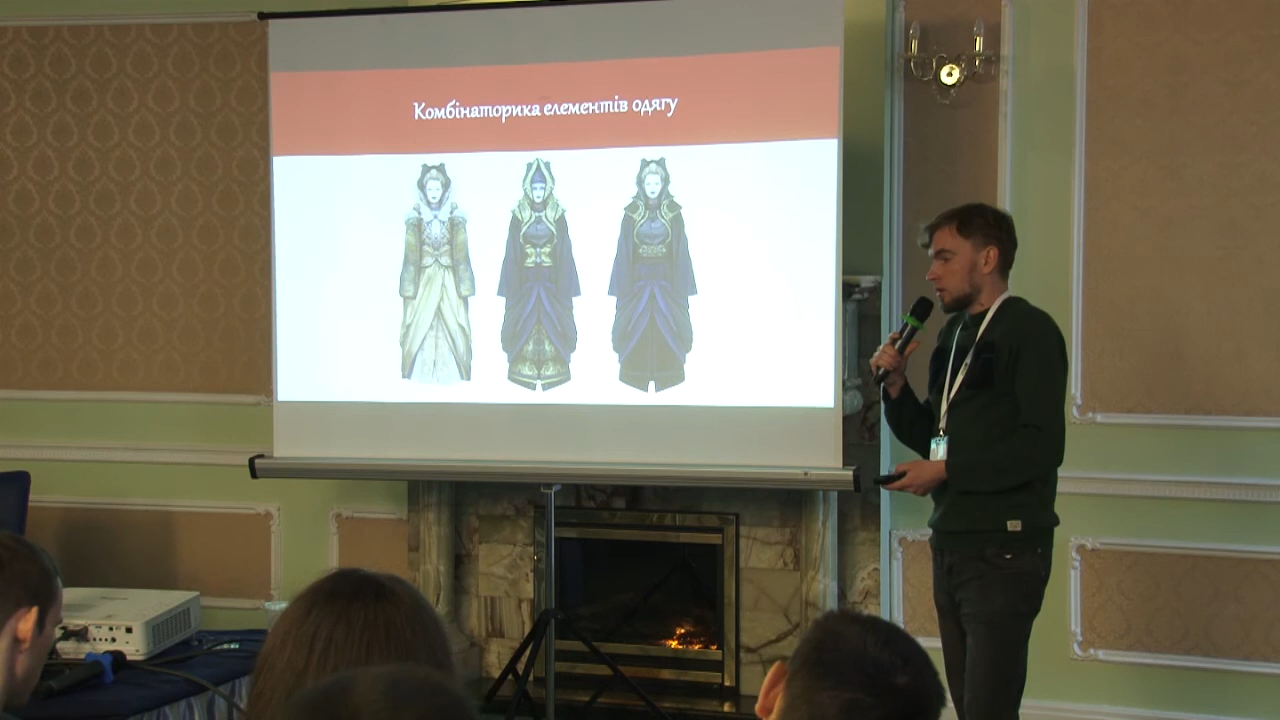 Комбінаторика елементів одягу